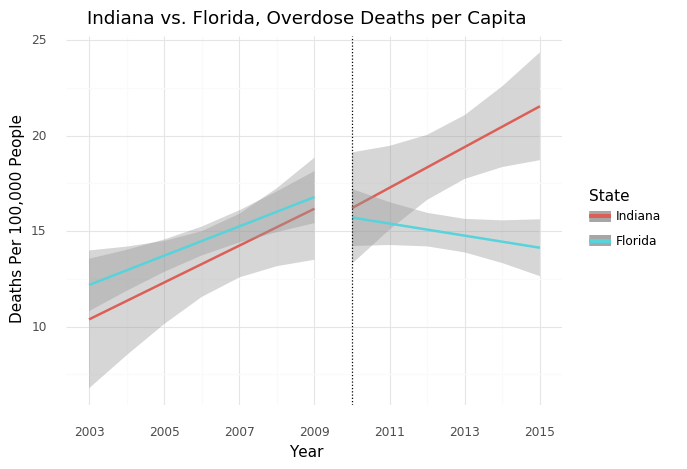 Indiana vs. Florida, Overdose Deaths per Capita
25
20
15
10
Deaths Per 100,000 People
2003 2005 2007 2009 2011 2013 2015
Year
State
Indiana
Florida